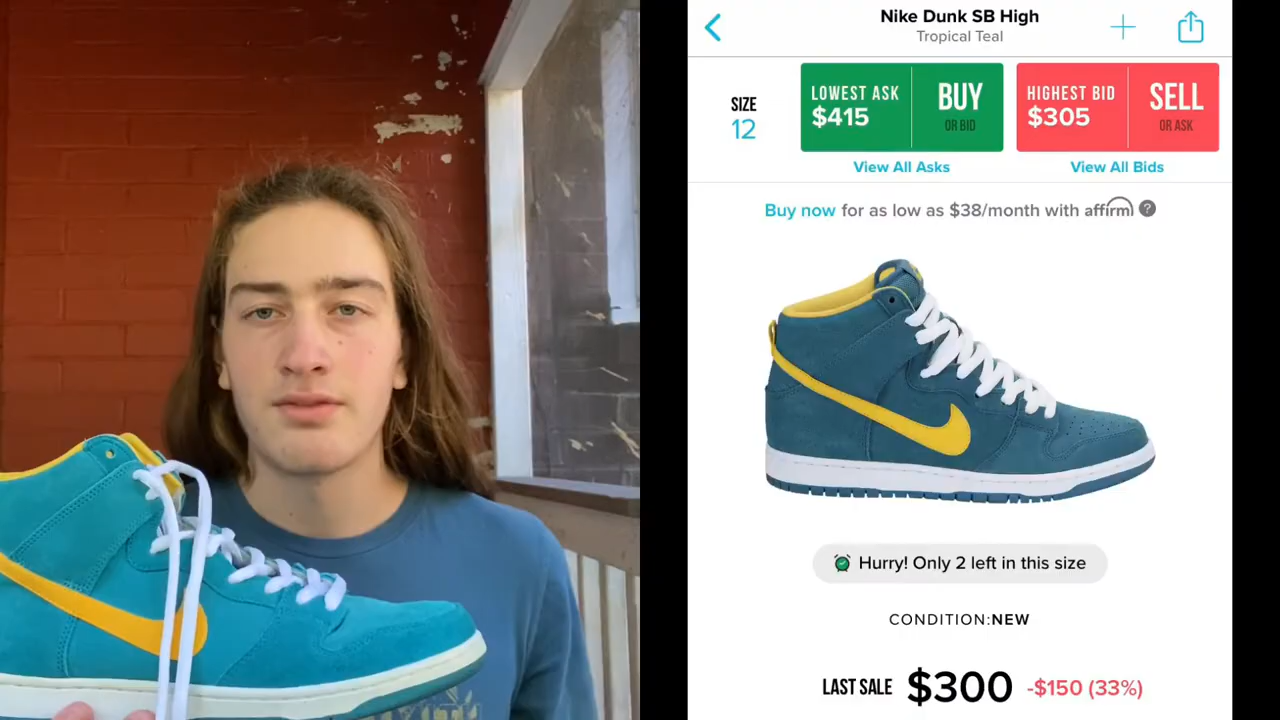 Nike Dunk SB High
Tropical Teal
SIZE
12
LOWEST ASK
$415
BUY
OR BID
HIGHEST BID
$305
SELL
OR ASK
View All Asks
View All Bids
Buy now for as low as $38/month with affirm ?
Hurry! Only 2 left in this size
CONDITION:NEW
LAST SALE $300 -$150 (33%)